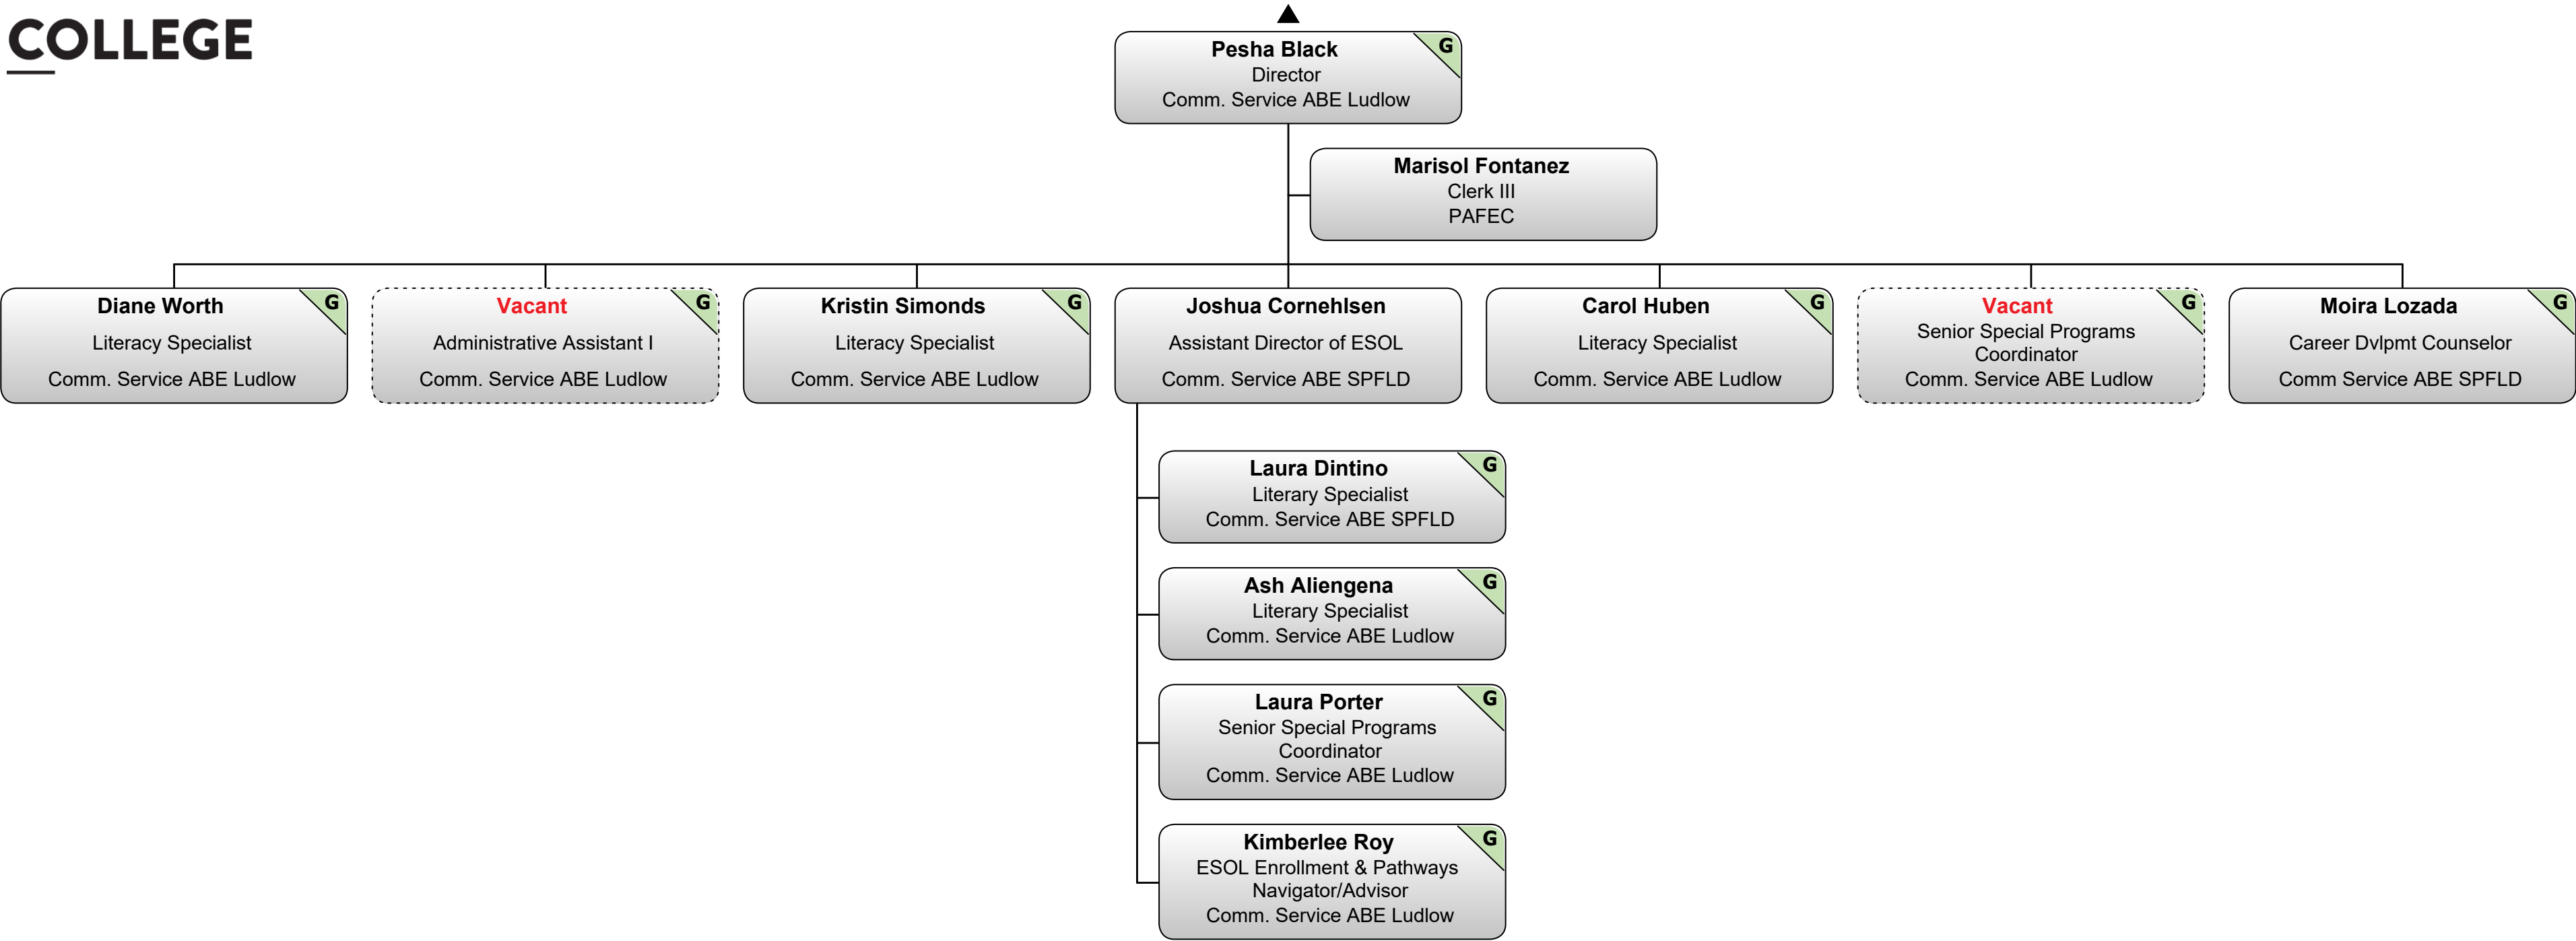 COLLEGE
G
Pesha Black
Director
Comm. Service ABE Ludlow
Marisol Fontanez
Clerk III
PAFEC
G
Diane Worth
Literacy Specialist
Comm. Service ABE Ludlow
G
Vacant
Administrative Assistant I
Comm. Service ABE Ludlow
G
Kristin Simonds
Literacy Specialist
Comm. Service ABE Ludlow
Joshua Cornehlsen
Assistant Director of ESOL
Comm. Service ABE SPFLD
G
Carol Huben
Literacy Specialist
Comm. Service ABE Ludlow
G
Vacant
Senior Special Programs
Coordinator
Comm. Service ABE Ludlow
G
Moira Lozada
Career Dvlpmt Counselor
Comm Service ABE SPFLD
G
Laura Dintino
Literary Specialist
Comm. Service ABE SPFLD
G
Ash Aliengena
Literary Specialist
Comm. Service ABE Ludlow
G
Laura Porter
Senior Special Programs
Coordinator
Comm. Service ABE Ludlow
G
Kimberlee Roy
ESOL Enrollment & Pathways
Navigator/Advisor
Comm. Service ABE Ludlow